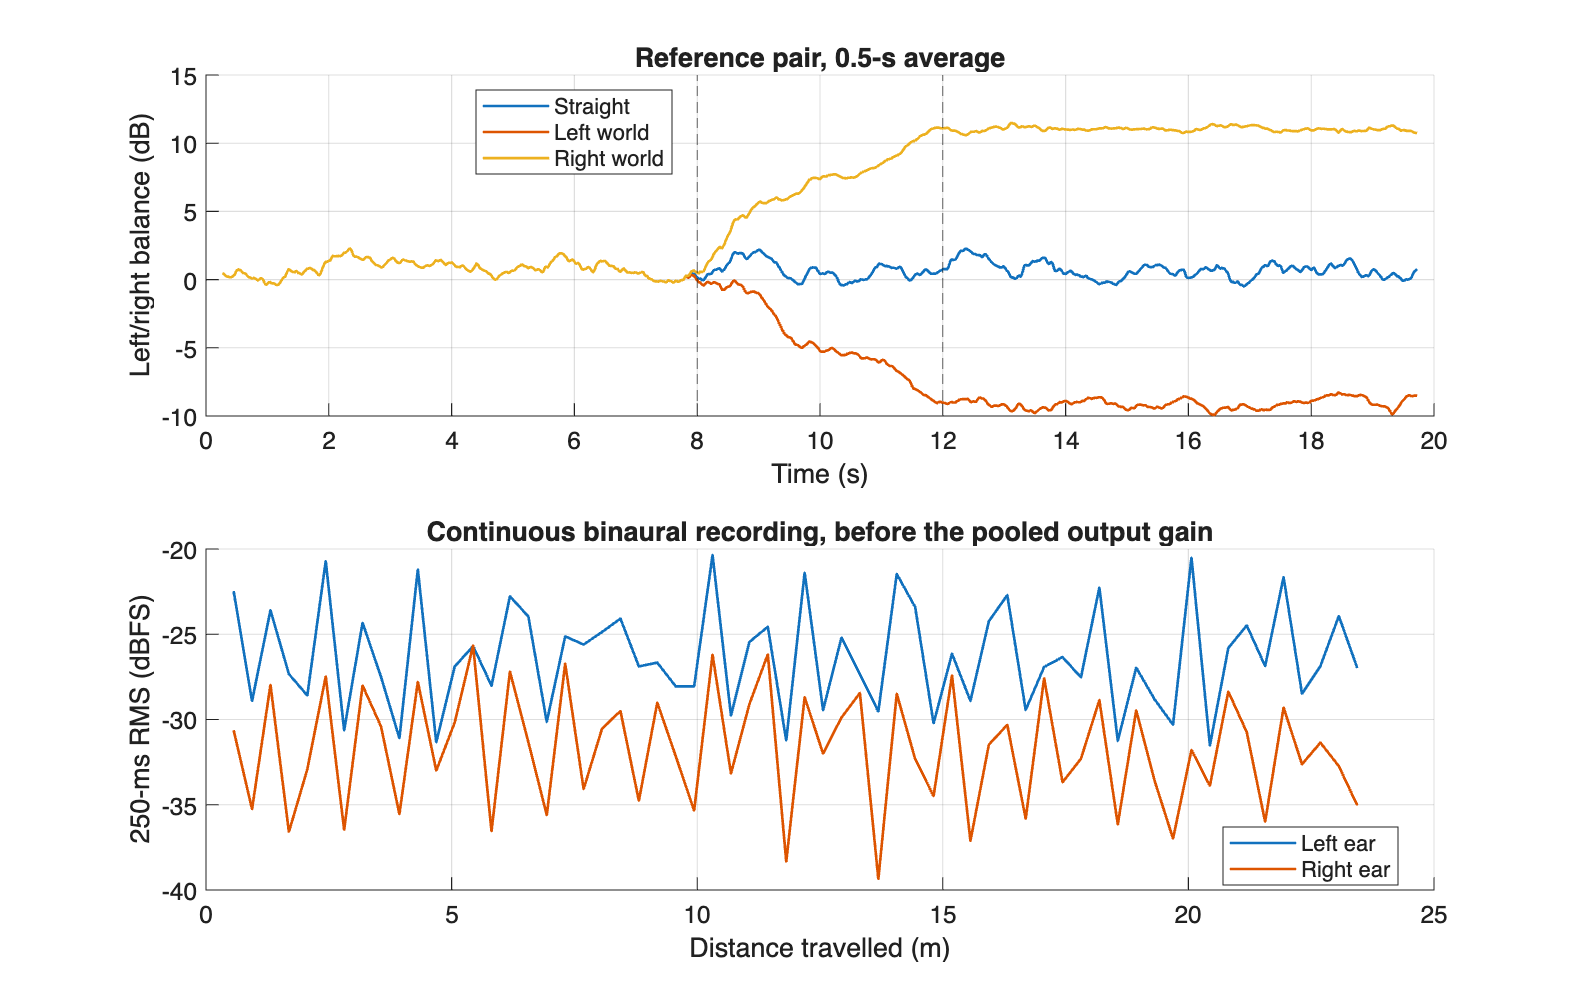 Reference pair, 0.5-s average
Left/right balance (dB)
15
10
5
0
-5
-10
Straight
Left world
Right world
0 2 4 6 8 10 12 14 16 18 20
Time (s)
Continuous binaural recording, before the pooled output gain
250-ms RMS (dBFS)
-20
-25
-30
-35
-40
Left ear
Right ear
0 5 10 15 20 25
Distance travelled (m)